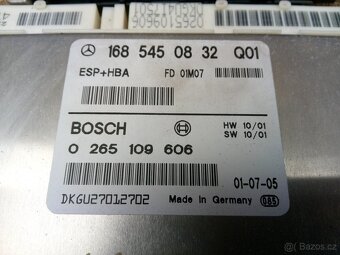 0265109606
168 545 08 32 Q01
ESP+HBA FD 01M07
BOSCH
HW 10/01
SW 10/01
0 265 109 606
01-07-05
DKGU27012702
Made in Germany
bazos.cz